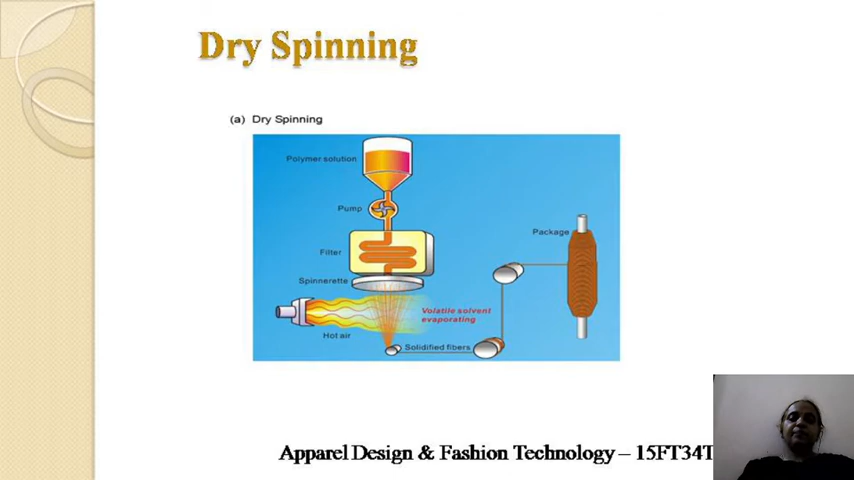 Dry Spinning
(a) Dry Spinning
Polymer solution
Pump
Filter
Spinnerette
Package
Volatile solvent
evaporating
Hot air
Solidified fibers
Apparel Design & Fashion Technology – 15FT34T